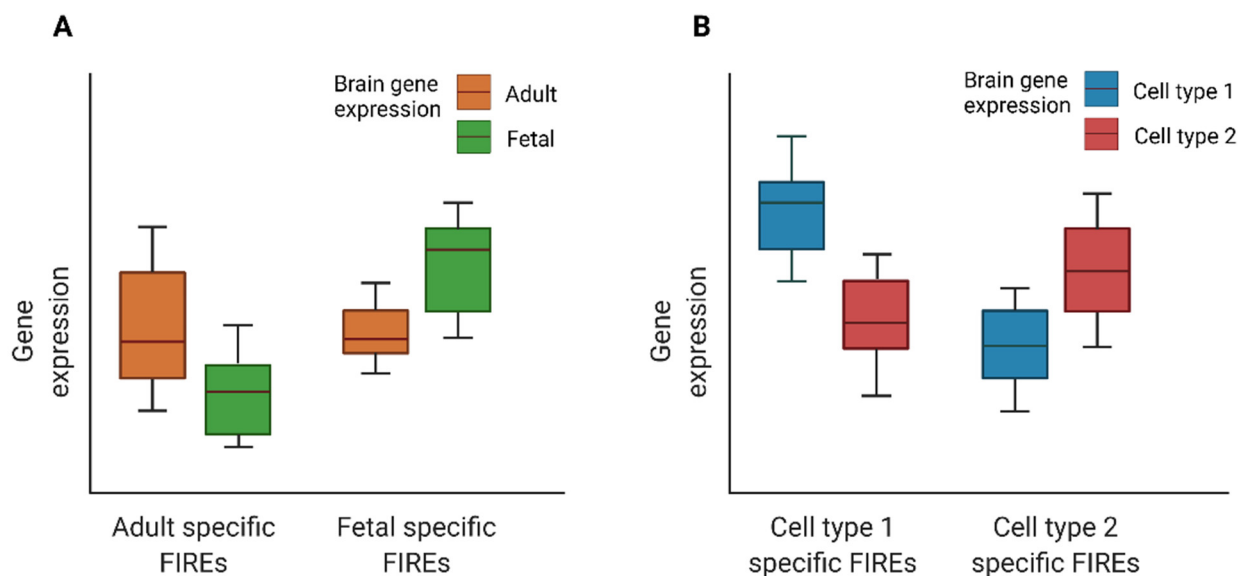 A
Brain gene
expression
Adult
Fetal
Gene
expression
Adult specific
FIREs
Fetal specific
FIREs
B
Brain gene
expression
Cell type 1
Cell type 2
Gene
expression
Cell type 1
specific FIREs
Cell type 2
specific FIREs